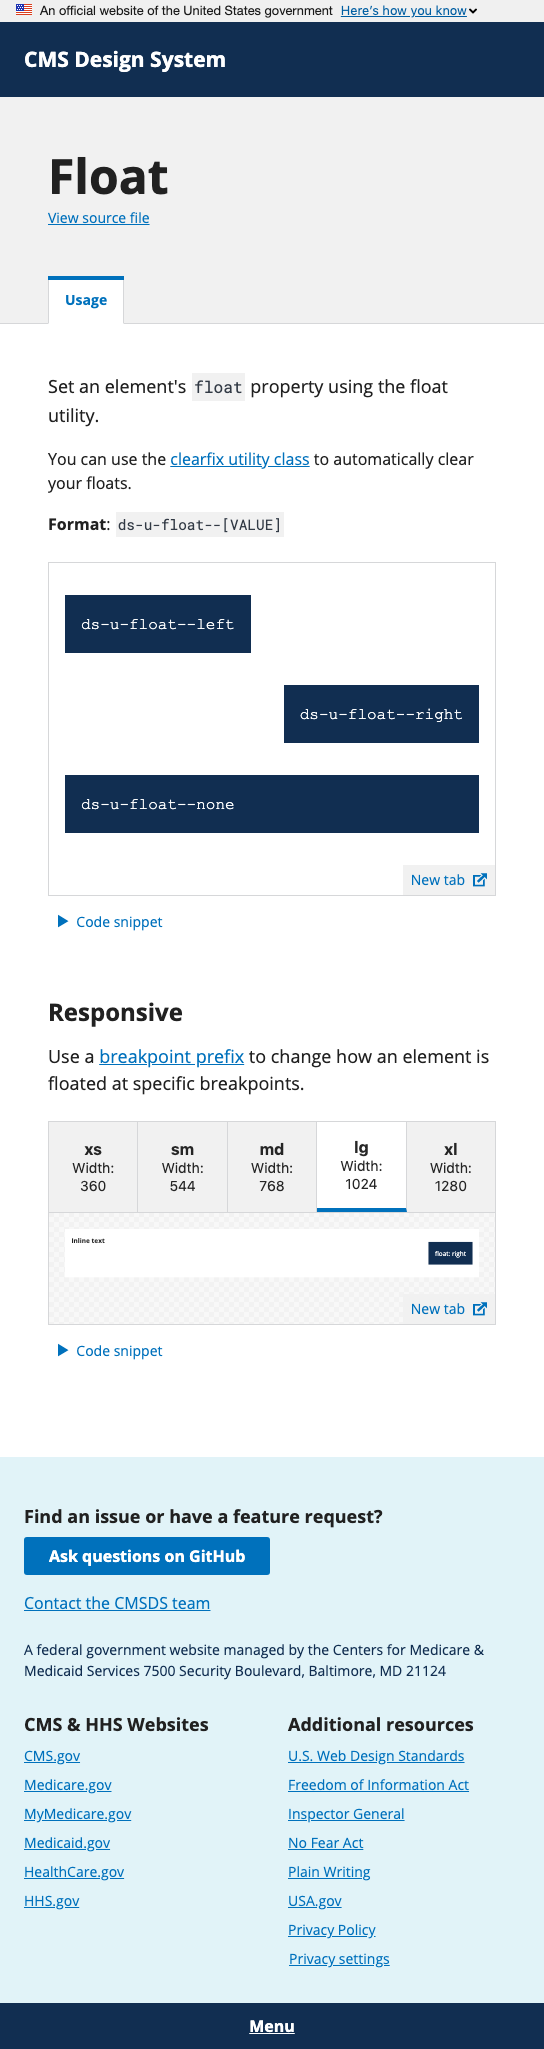 An official website of the United States government Here's how you know
CMS Design System
Float
View source file
Usage
Set an element's float property using the float
utility.
You can use the clearfix utility class to automatically clear
your floats.
Format: ds-u-float--[VALUE]
ds-u-float--left
ds-u-float--right
ds-u-float--none
New tab
Code snippet
Responsive
Use a breakpoint prefix to change how an element is
floated at specific breakpoints.
xs
Width:
360
sm
Width:
544
md
Width:
768
lg
Width:
1024
xl
Width:
1280
Inline text
float: right
New tab
Code snippet
Find an issue or have a feature request?
Ask questions on GitHub
Contact the CMSDS team
A federal government website managed by the Centers for Medicare &
Medicaid Services 7500 Security Boulevard, Baltimore, MD 21124
CMS & HHS Websites
CMS.gov
Medicare.gov
MyMedicare.gov
Medicaid.gov
HealthCare.gov
HHS.gov
Additional resources
U.S. Web Design Standards
Freedom of Information Act
Inspector General
No Fear Act
Plain Writing
USA.gov
Privacy Policy
Privacy settings
Menu